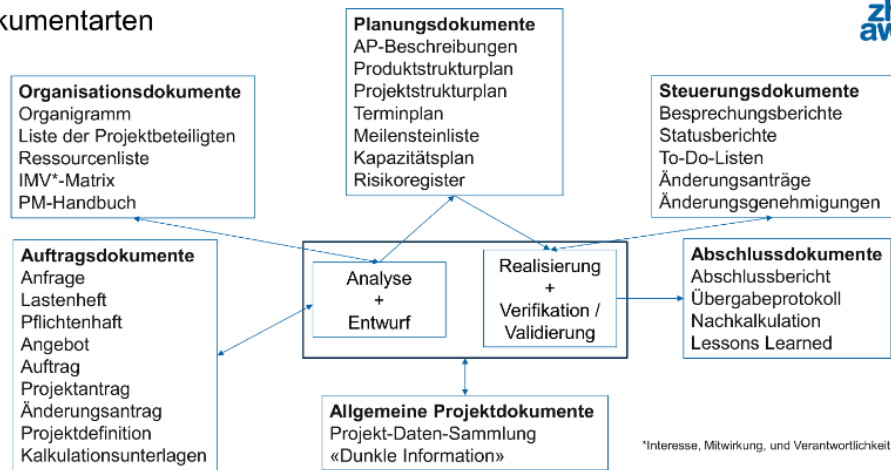 kumentarten
zh
aw
Planungsdokumente
AP-Beschreibungen
Produktstrukturplan
Projektstrukturplan
Terminplan
Meilensteinliste
Kapazitätsplan
Risikoregister
Organisationsdokumente
Organigramm
Liste der Projektbeteiligten
Ressourcenliste
IMV*-Matrix
PM-Handbuch
Steuerungsdokumente
Besprechungsberichte
Statusberichte
To-Do-Listen
Änderungsanträge
Änderungsgenehmigungen
Auftragsdokumente
Anfrage
Lastenheft
Pflichtenhaft
Angebot
Auftrag
Projektantrag
Änderungsantrag
Projektdefinition
Kalkulationsunterlagen
Analyse
+
Entwurf
Realisierung
+
Verifikation /
Validierung
Abschlussdokumente
Abschlussbericht
Übergabeprotokoll
Nachkalkulation
Lessons Learned
Allgemeine Projektdokumente
Projekt-Daten-Sammlung
«Dunkle Information»
*Interesse, Mitwirkung, und Verantwortlichkeit